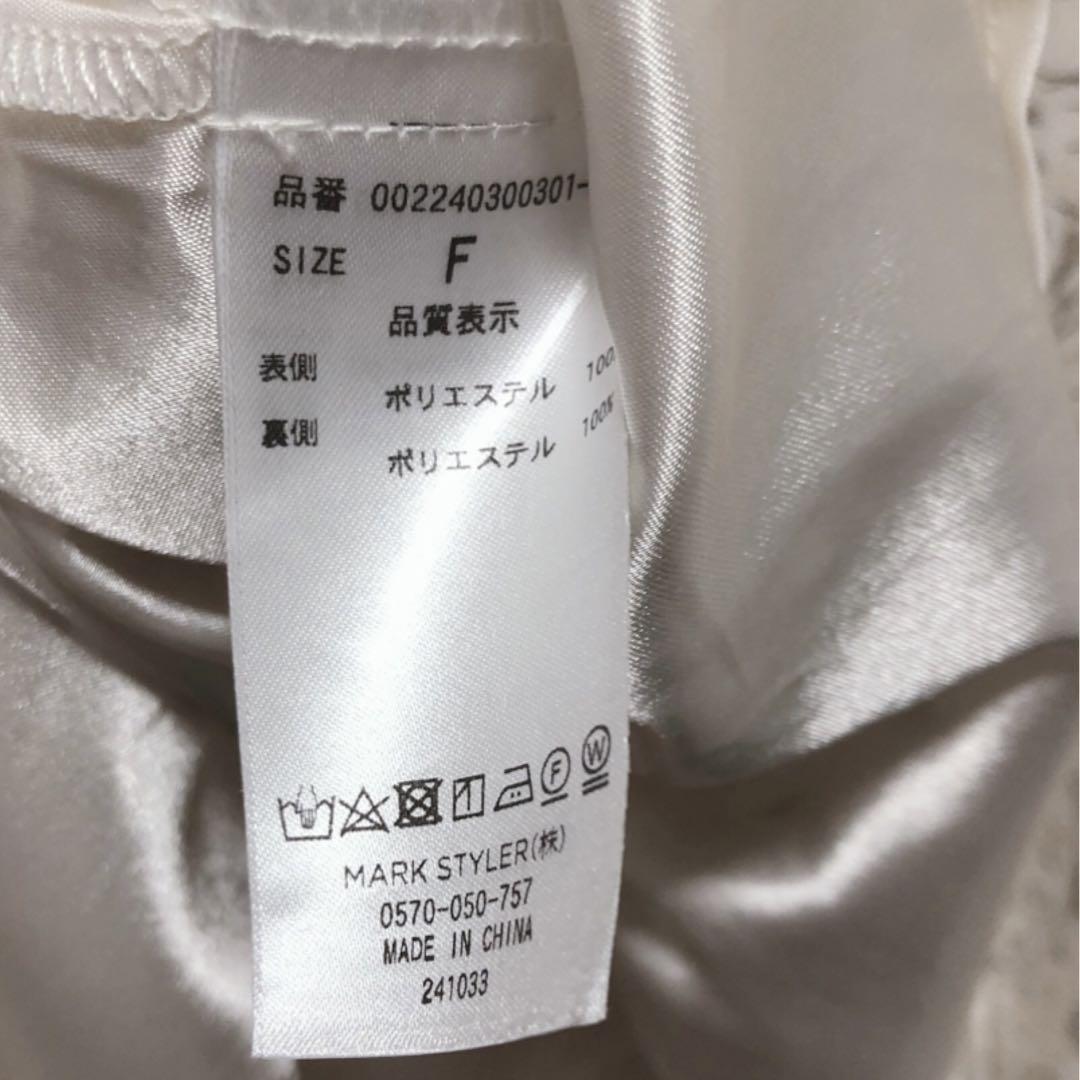 品番 002240300301-
SIZE F
品質表示
表側 ポリエステル 100
裏側 ポリエステル 100%
F W
MARK STYLER(株)
0570-050-757
MADE IN CHINA
241033